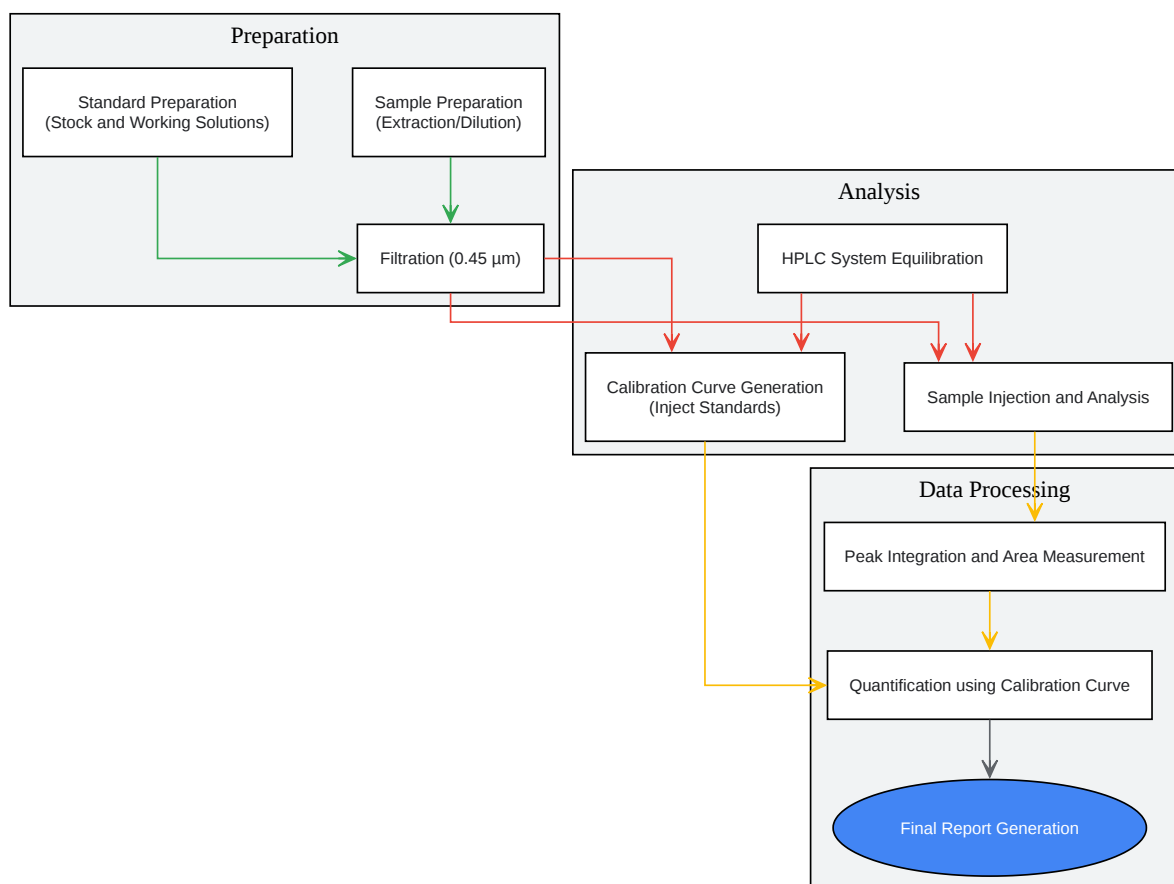 Preparation
Standard Preparation
(Stock and Working Solutions)
Sample Preparation
(Extraction/Dilution)
Filtration (0.45 µm)
Analysis
HPLC System Equilibration
Calibration Curve Generation
(Inject Standards)
Sample Injection and Analysis
Data Processing
Peak Integration and Area Measurement
Quantification using Calibration Curve
Final Report Generation